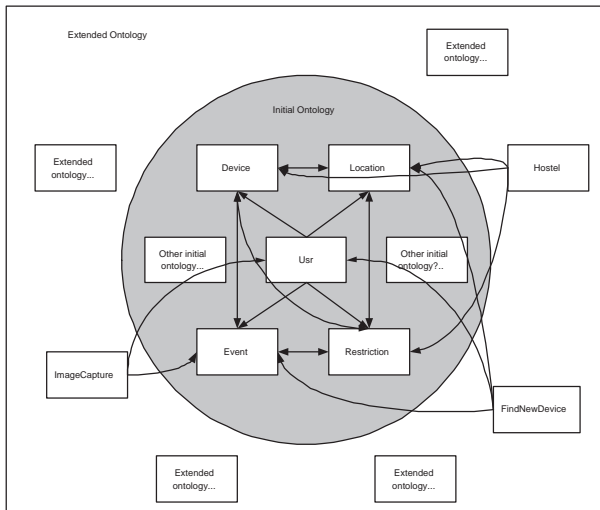 Extended Ontology
Extended
ontology...
Initial Ontology
Extended
ontology...
Device
Location
Hostel
Other initial
ontology...
Usr
Other initial
ontology?..
Event
Restriction
ImageCapture
FindNewDevice
Extended
ontology...
Extended
ontology...